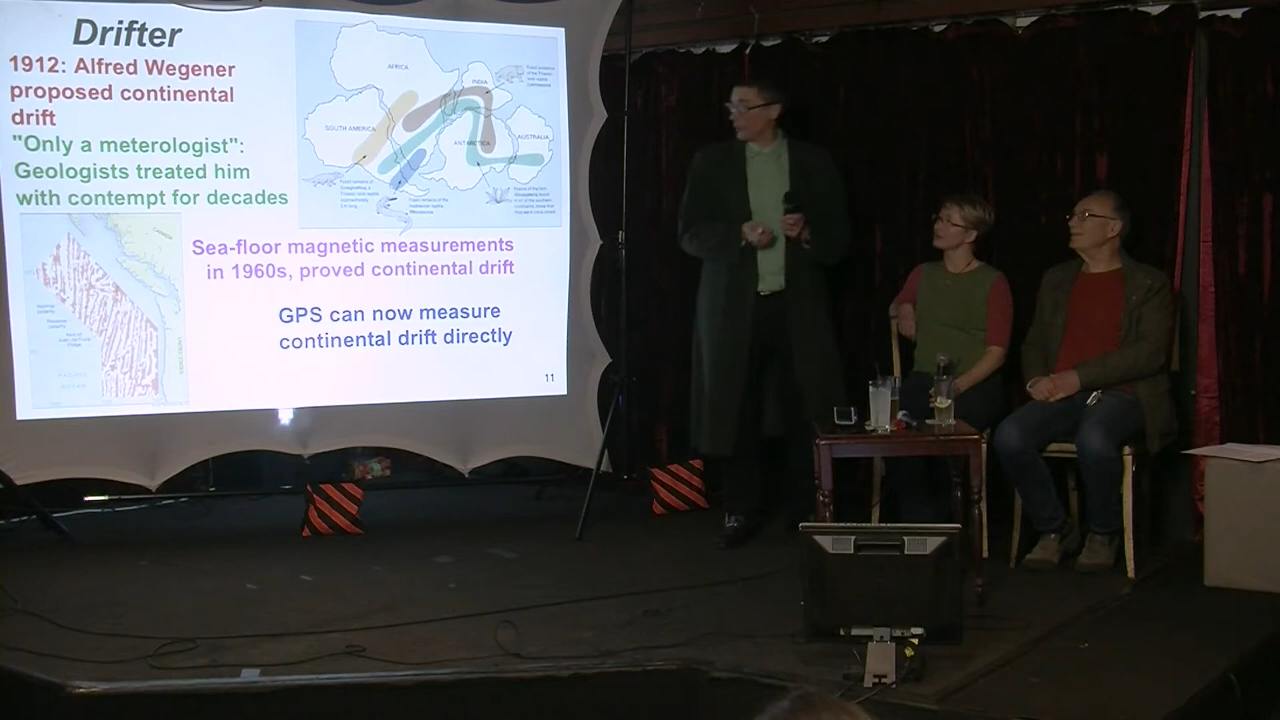 Drifter
1912: Alfred Wegener
proposed continental
drift
"Only a meterologist":
Geologists treated him
with contempt for decades
AFRICA
INDIA
SOUTH AMERICA
ANTARCTICA
AUSTRALIA
Sea-floor magnetic measurements
in 1960s, proved continental drift
GPS can now measure
continental drift directly
11